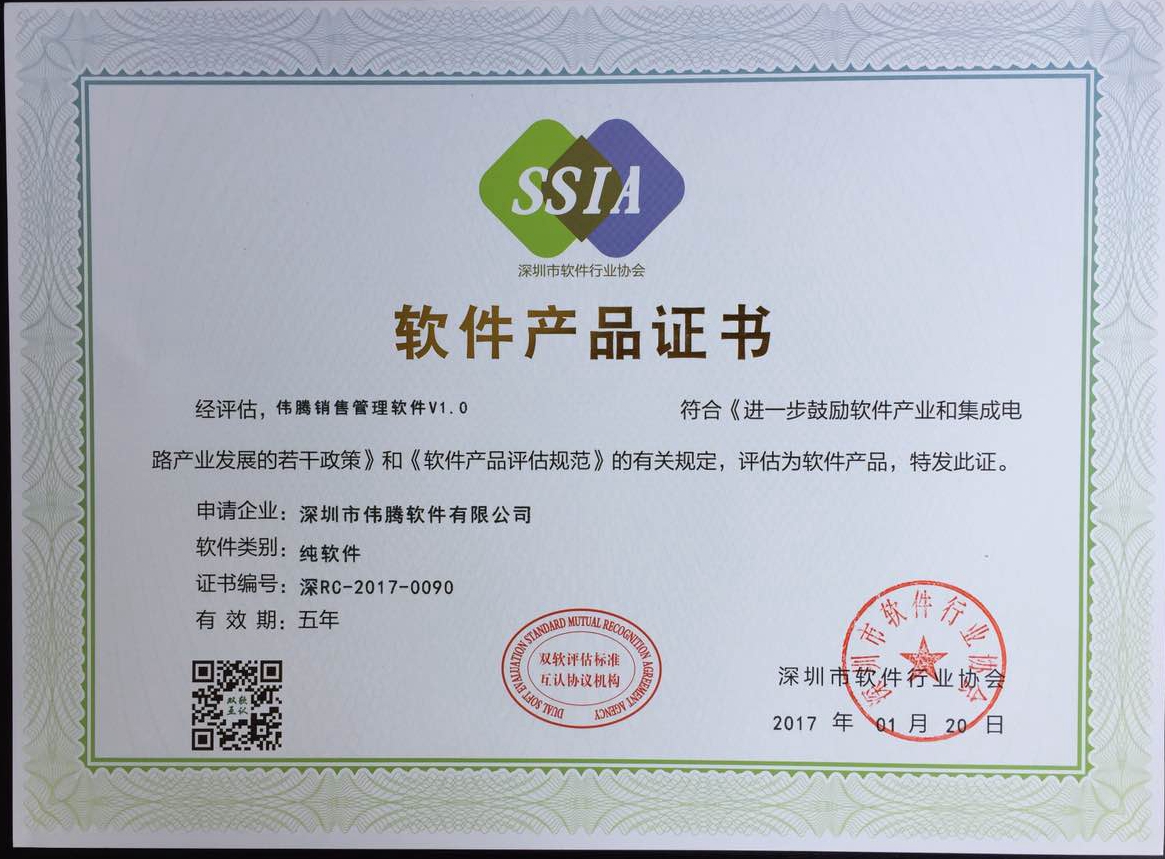 SSIA
深圳市软件行业协会
软件产品证书
经评估，伟腾销售管理软件V1.0 符合《进一步鼓励软件产业和集成电
路产业发展的若干政策》和《软件产品评估规范》的有关规定，评估为软件产品，特发此证。
申请企业：深圳市伟腾软件有限公司
软件类别：纯软件
证书编号：深RC-2017-0090
有 效 期：五年
双软
互认
DUAL SOFT EVALUATION STANDARD MUTUAL RECOGNITION AGREEMENT AGENCY
双软评估标准
互认协议机构
深圳市软件行业协会
深圳市软件行业协会
2017 年 01 月 20 日